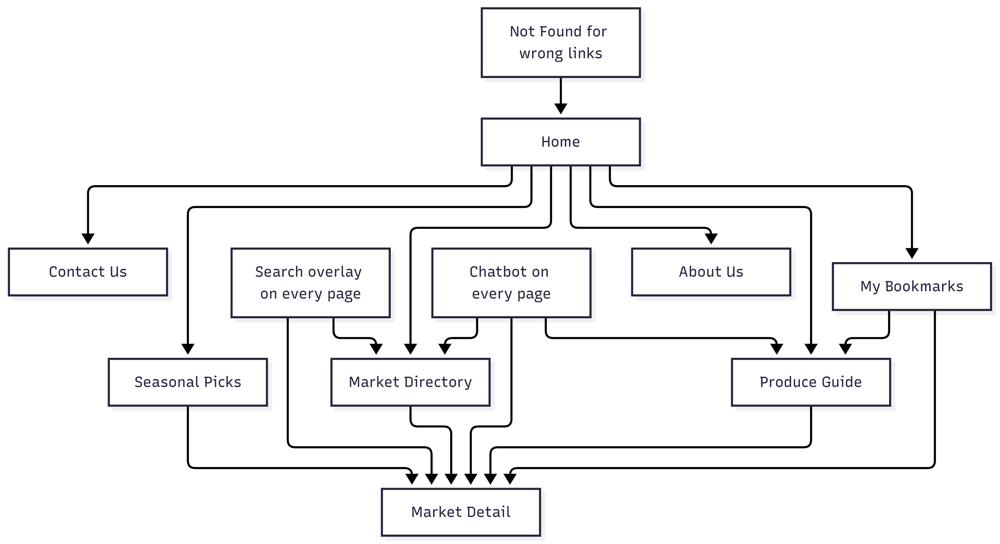 Not Found for
wrong links
Home
Contact Us
Search overlay
on every page
Chatbot on
every page
About Us
My Bookmarks
Seasonal Picks
Market Directory
Produce Guide
Market Detail